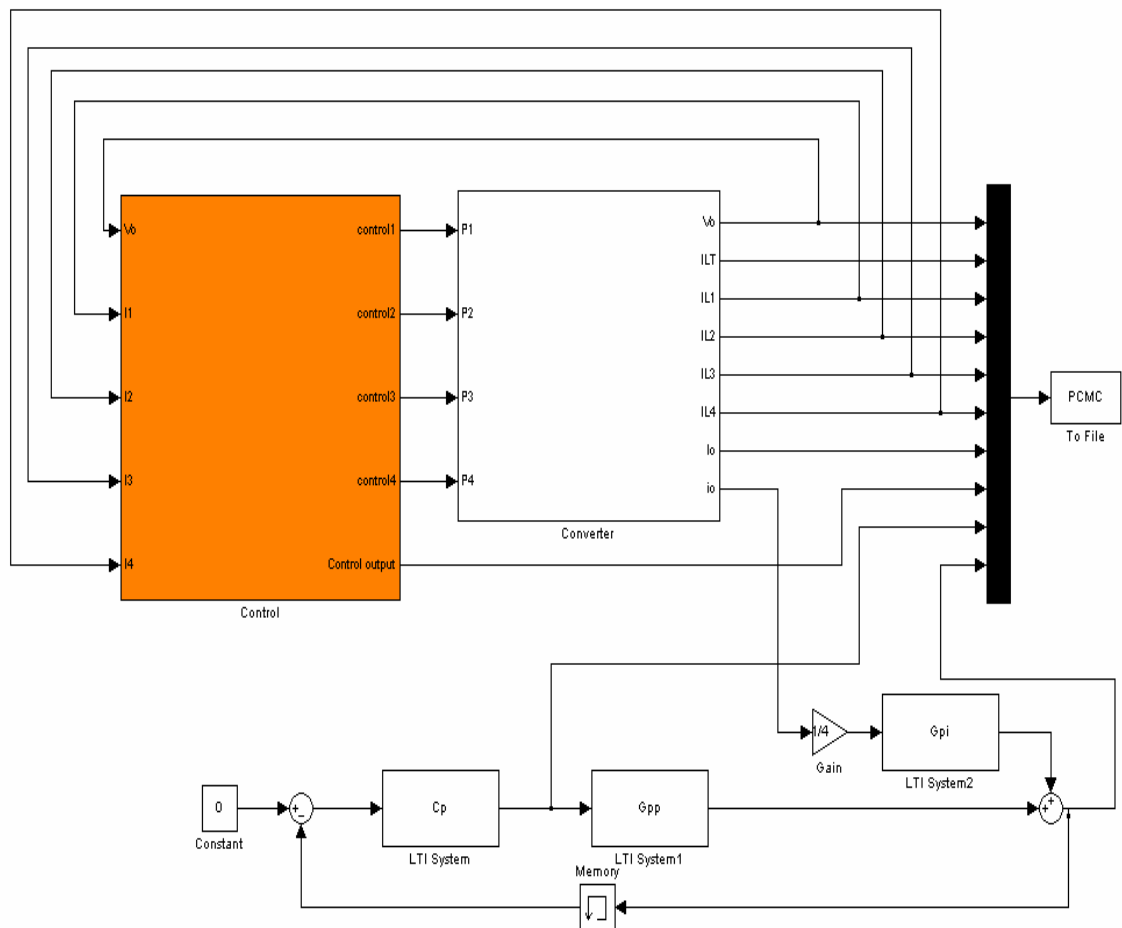 Vo
I1
I2
I3
I4
control1
control2
control3
control4
Control output
Control
P1
P2
P3
P4
Vo
ILT
IL1
IL2
IL3
IL4
Io
io
Converter
PCMC
To File
1/4
Gain
Gpi
LTI System2
0
Constant
+
-
Cp
LTI System
Gpp
LTI System1
+
+
Memory